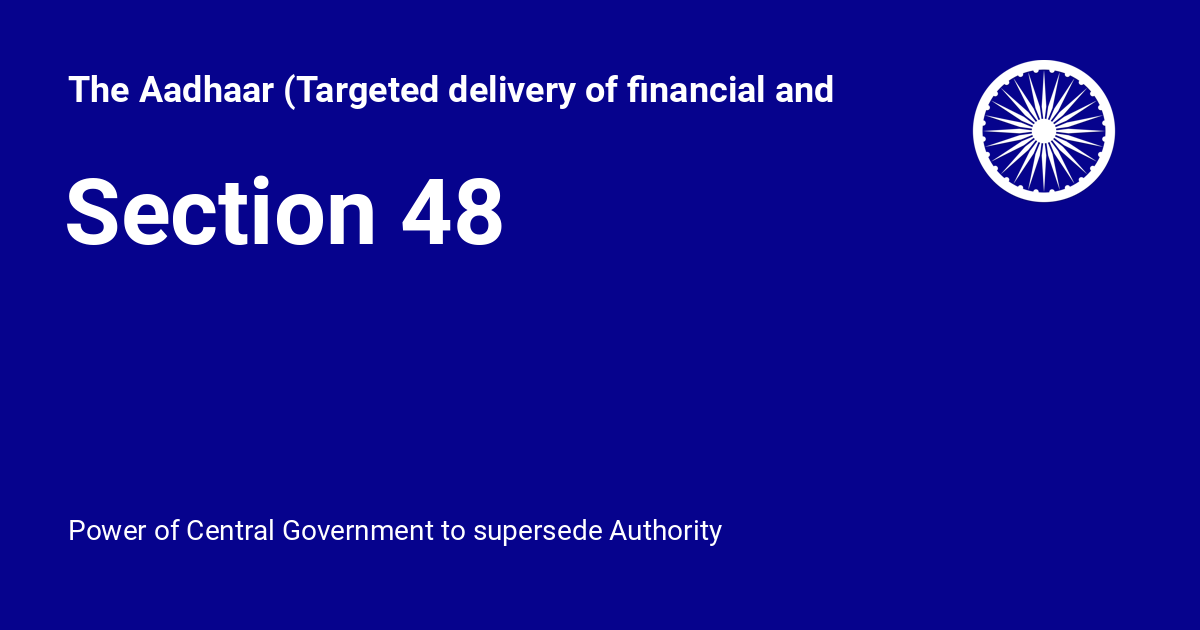 The Aadhaar (Targeted delivery of financial and
Section 48
Power of Central Government to supersede Authority